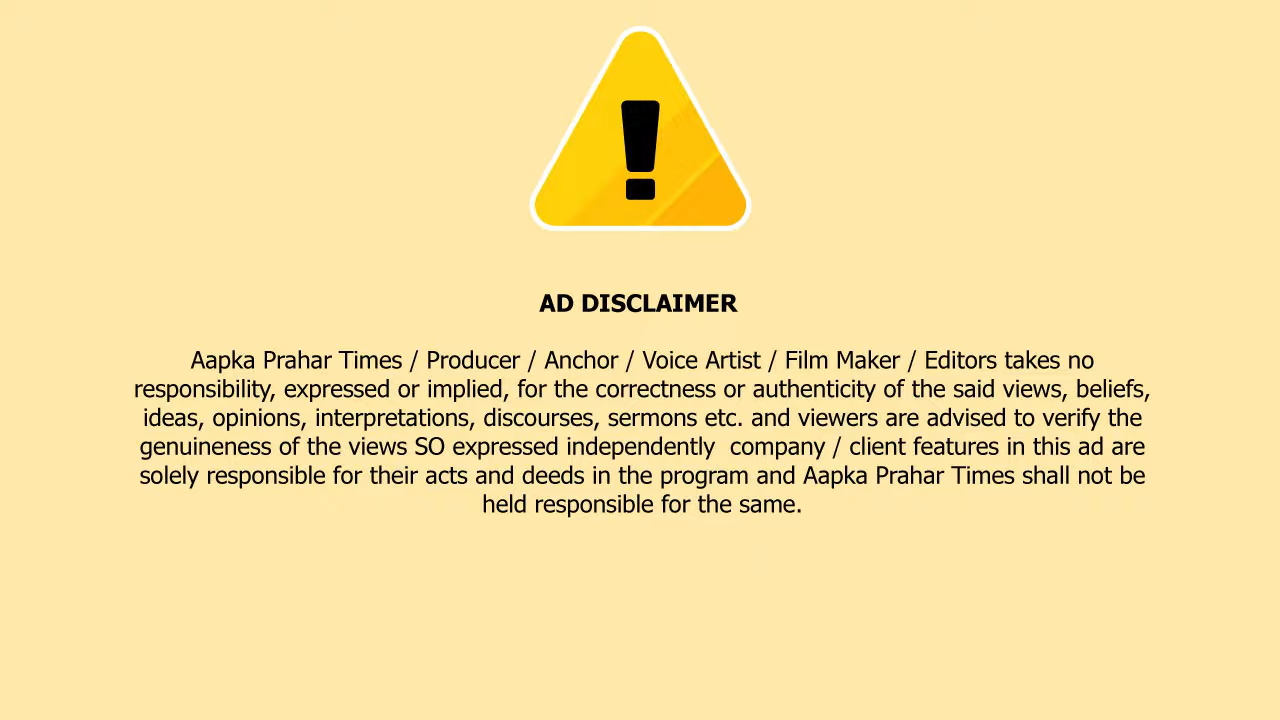 AD DISCLAIMER
Aapka Prahar Times / Producer / Anchor / Voice Artist / Film Maker / Editors takes no
responsibility, expressed or implied, for the correctness or authenticity of the said views, beliefs,
ideas, opinions, interpretations, discourses, sermons etc. and viewers are advised to verify the
genuineness of the views SO expressed independently  company / client features in this ad are
solely responsible for their acts and deeds in the program and Aapka Prahar Times shall not be
held responsible for the same.